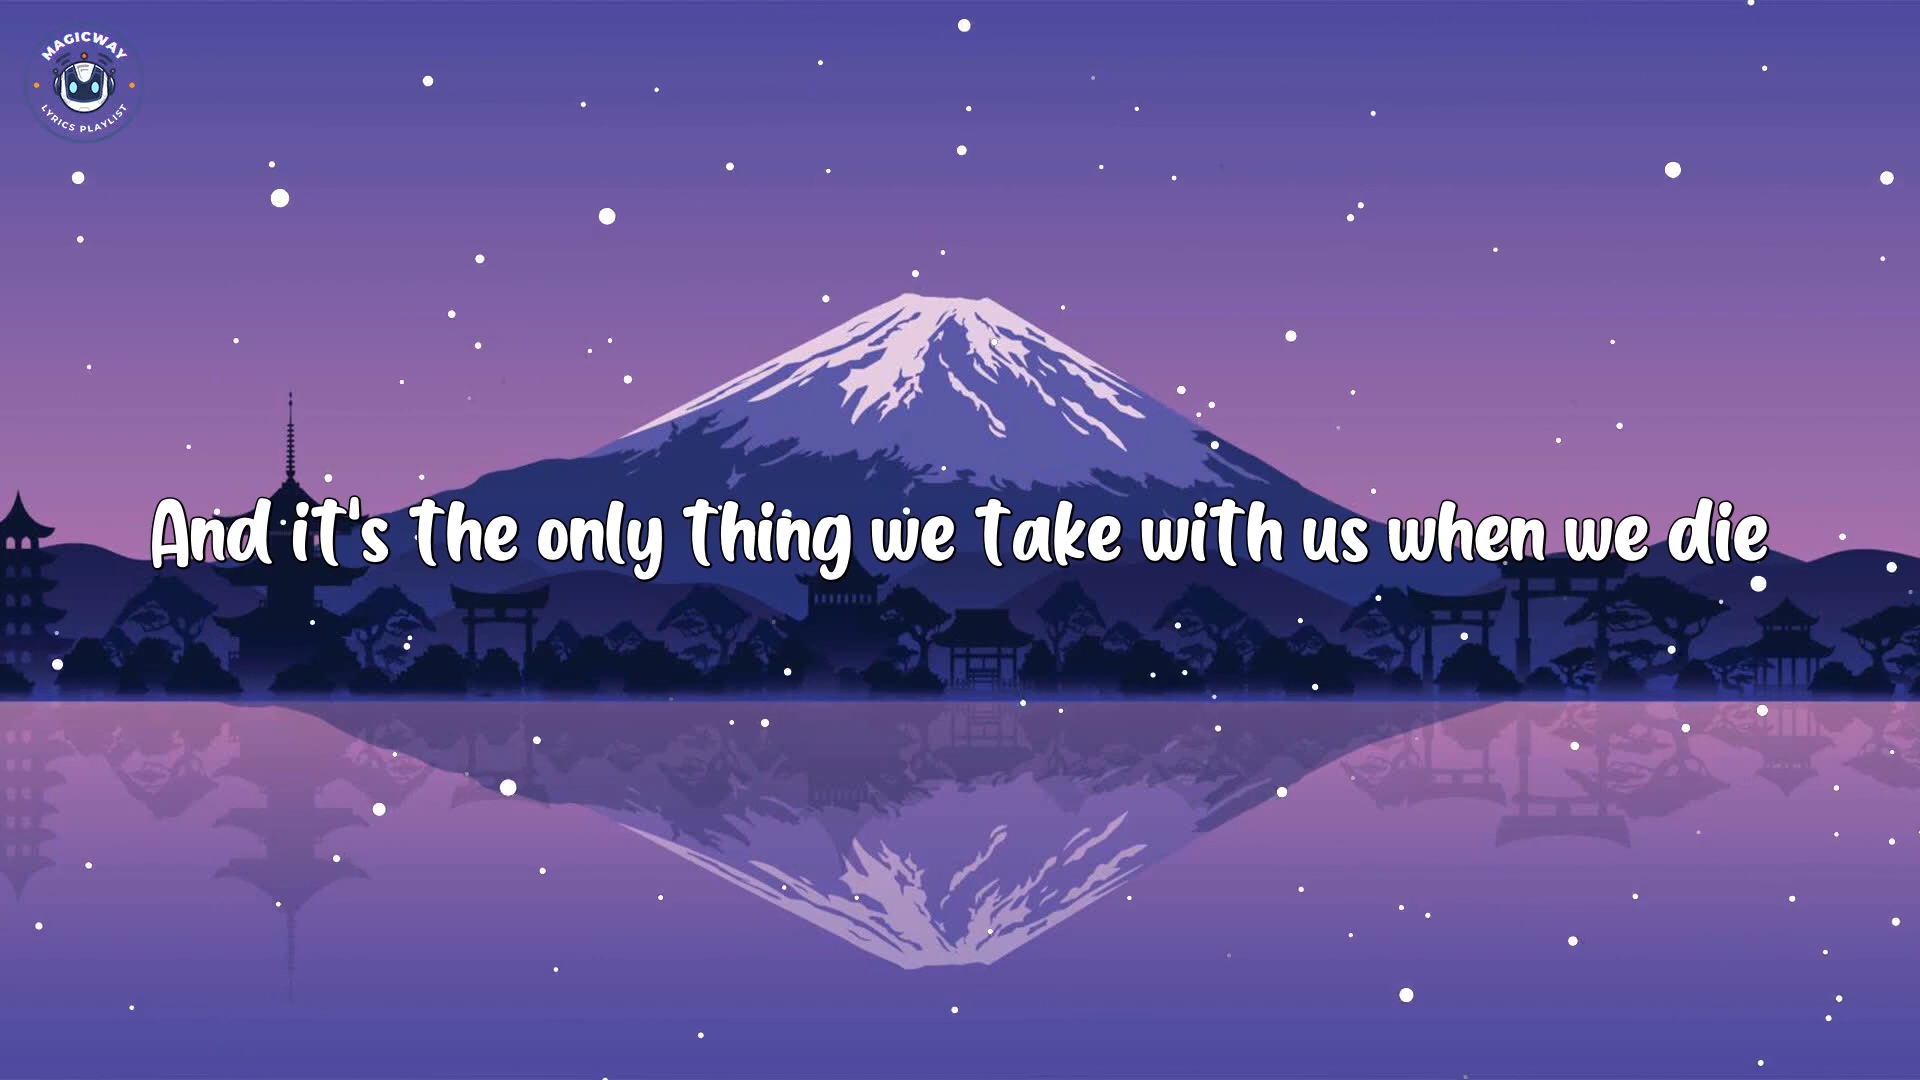 MAGICWAY
LYRICS PLAYLIST
And it's the only thing we take with us when we die